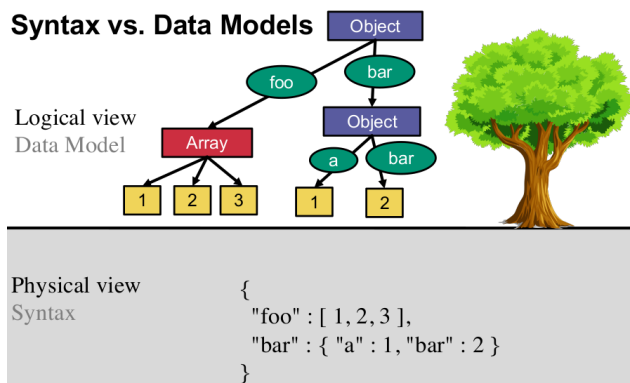 Syntax vs. Data Models
Object
foo
bar
Logical view
Data Model
Array
Object
a
bar
1
2
3
1
2
Physical view
Syntax
{
"foo" : [ 1, 2, 3 ],
"bar" : { "a" : 1, "bar" : 2 }
}